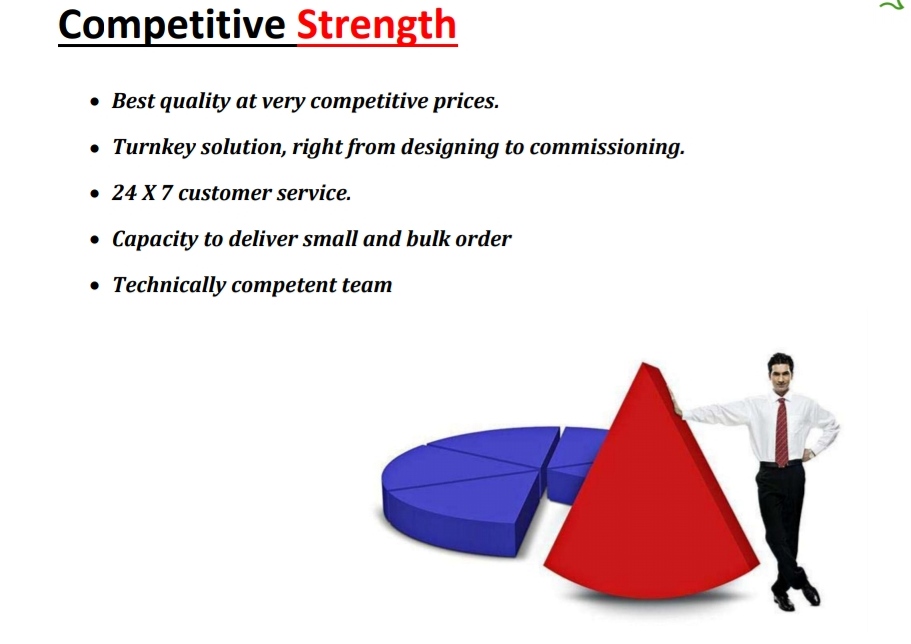 Competitive Strength
• Best quality at very competitive prices.
• Turnkey solution, right from designing to commissioning.
• 24 X 7 customer service.
• Capacity to deliver small and bulk order
• Technically competent team